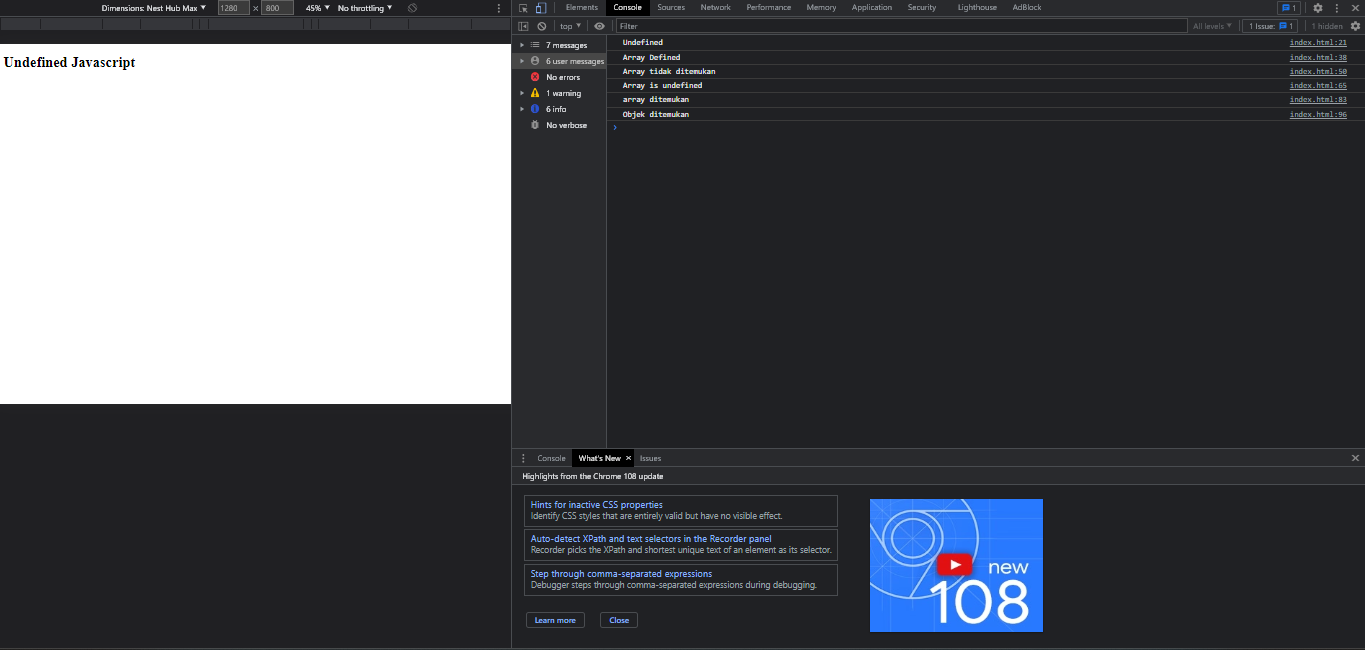 Dimensions: Nest Hub Max ▼ 1280 × 800 45% ▼ No throttling ▼
Elements Console Sources Network Performance Memory Application Security Lighthouse AdBlock 1
top ▼ Filter All levels ▼ 1 Issue: 1 1 hidden
Undefined Javascript
7 messages
6 user messages
No errors
1 warning
6 info
No verbose
Undefined index.html:21
Array Defined index.html:38
Array tidak ditemukan index.html:50
Array is undefined index.html:65
array ditemukan index.html:83
Objek ditemukan index.html:96
Console What's New × Issues
Highlights from the Chrome 108 update
Hints for inactive CSS properties
Identify CSS styles that are entirely valid but have no visible effect.
Auto-detect XPath and text selectors in the Recorder panel
Recorder picks the XPath and shortest unique text of an element as its selector.
Step through comma-separated expressions
Debugger steps through comma-separated expressions during debugging.
Learn more Close
new
108